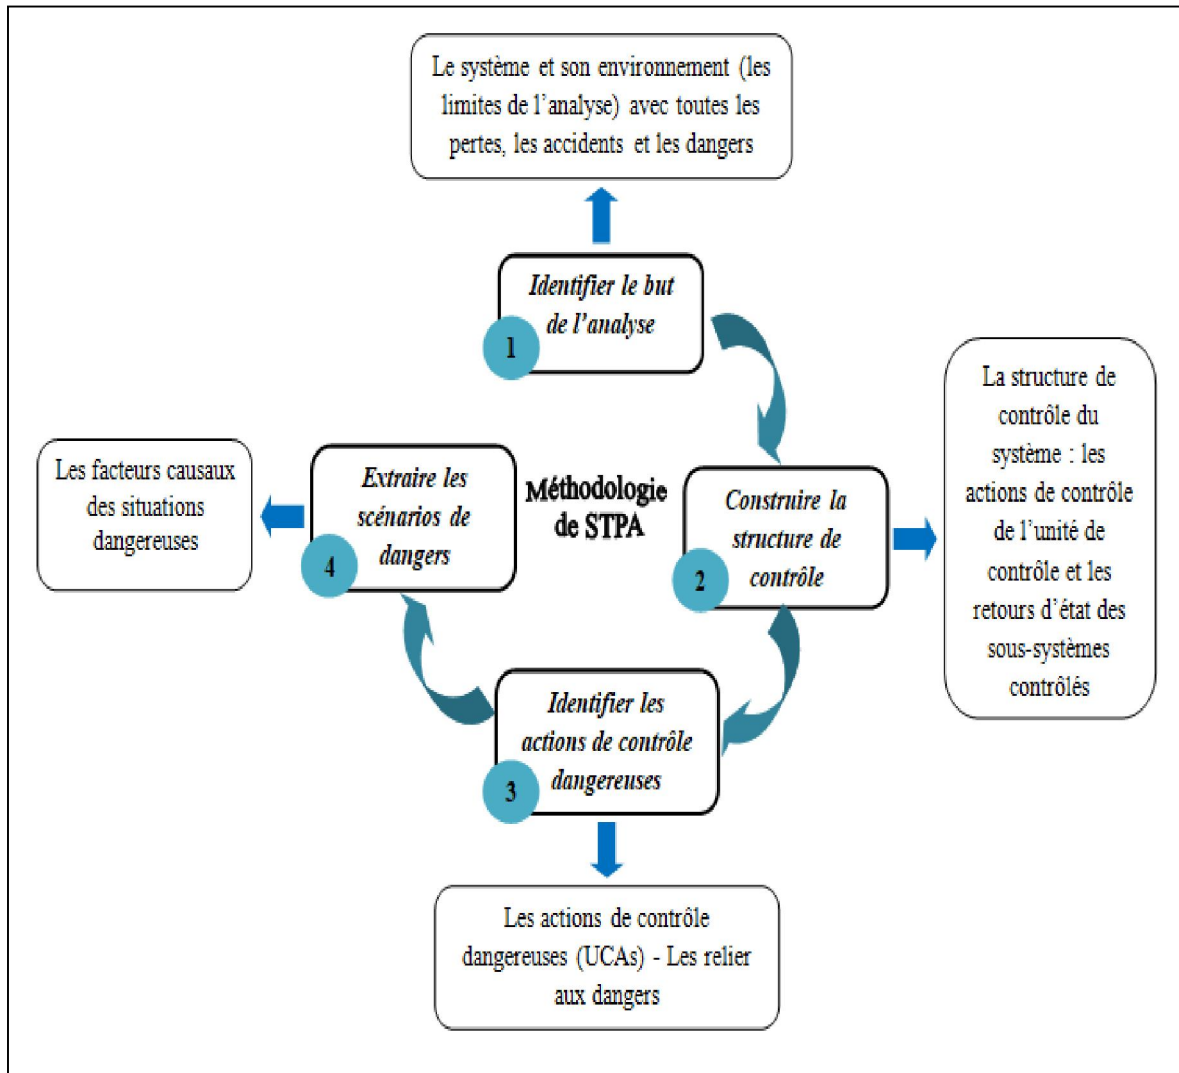 Le système et son environnement (les
limites de l’analyse) avec toutes les
pertes, les accidents et les dangers
Identifier le but
de l’analyse
1
La structure de
contrôle du
système : les
actions de contrôle
de l’unité de
contrôle et les
retours d’état des
sous-systèmes
contrôlés
Construire la
structure de
contrôle
2
Méthodologie
de STPA
Extraire les
scénarios de
dangers
4
Les facteurs causaux
des situations
dangereuses
Identifier les
actions de contrôle
dangereuses
3
Les actions de contrôle
dangereuses (UCAs) - Les relier
aux dangers